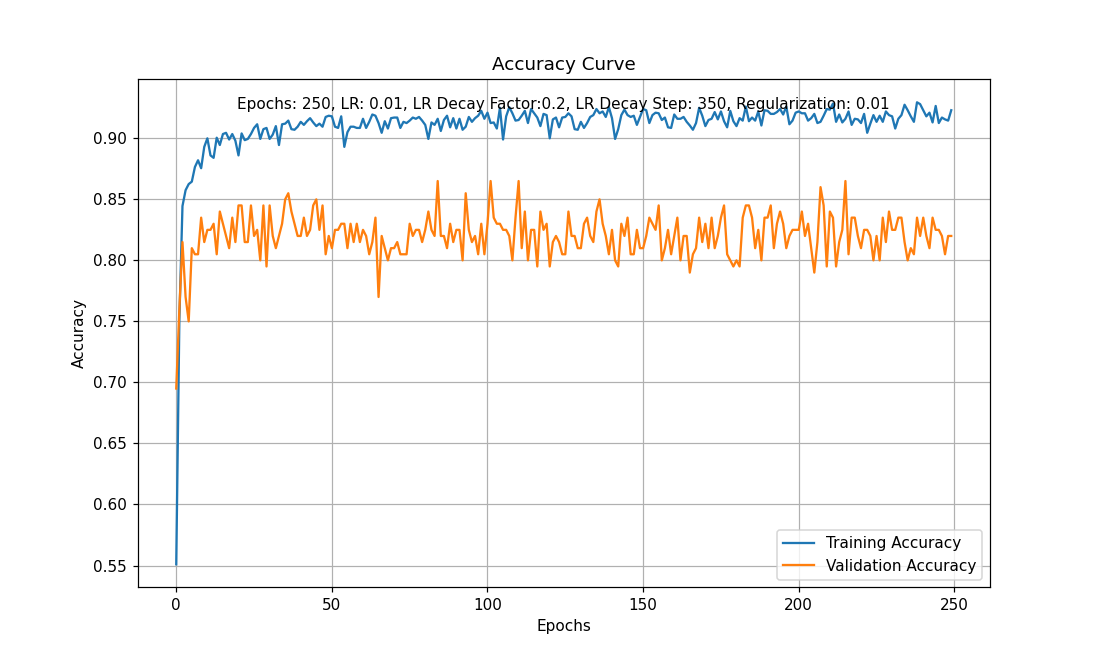 Accuracy Curve
Epochs: 250, LR: 0.01, LR Decay Factor:0.2, LR Decay Step: 350, Regularization: 0.01
0.90
0.85
0.80
0.75
0.70
0.65
0.60
0.55
Accuracy
Training Accuracy
Validation Accuracy
0 50 100 150 200 250
Epochs